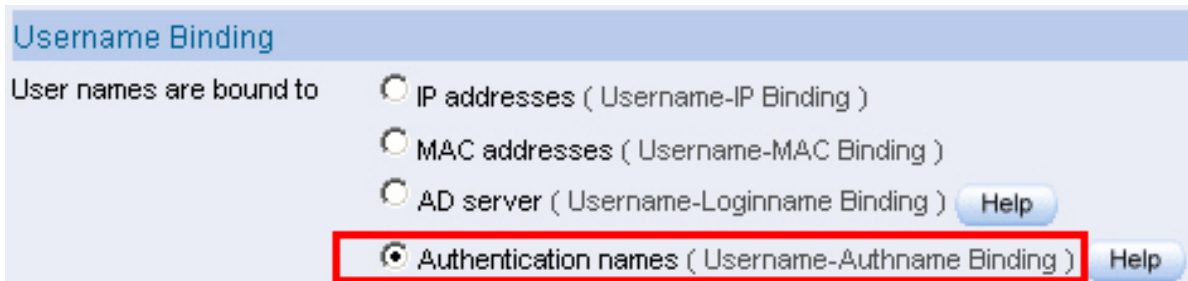 Username Binding
User names are bound to
IP addresses ( Username-IP Binding )
MAC addresses ( Username-MAC Binding )
AD server ( Username-Loginname Binding ) Help
Authentication names ( Username-Authname Binding ) Help